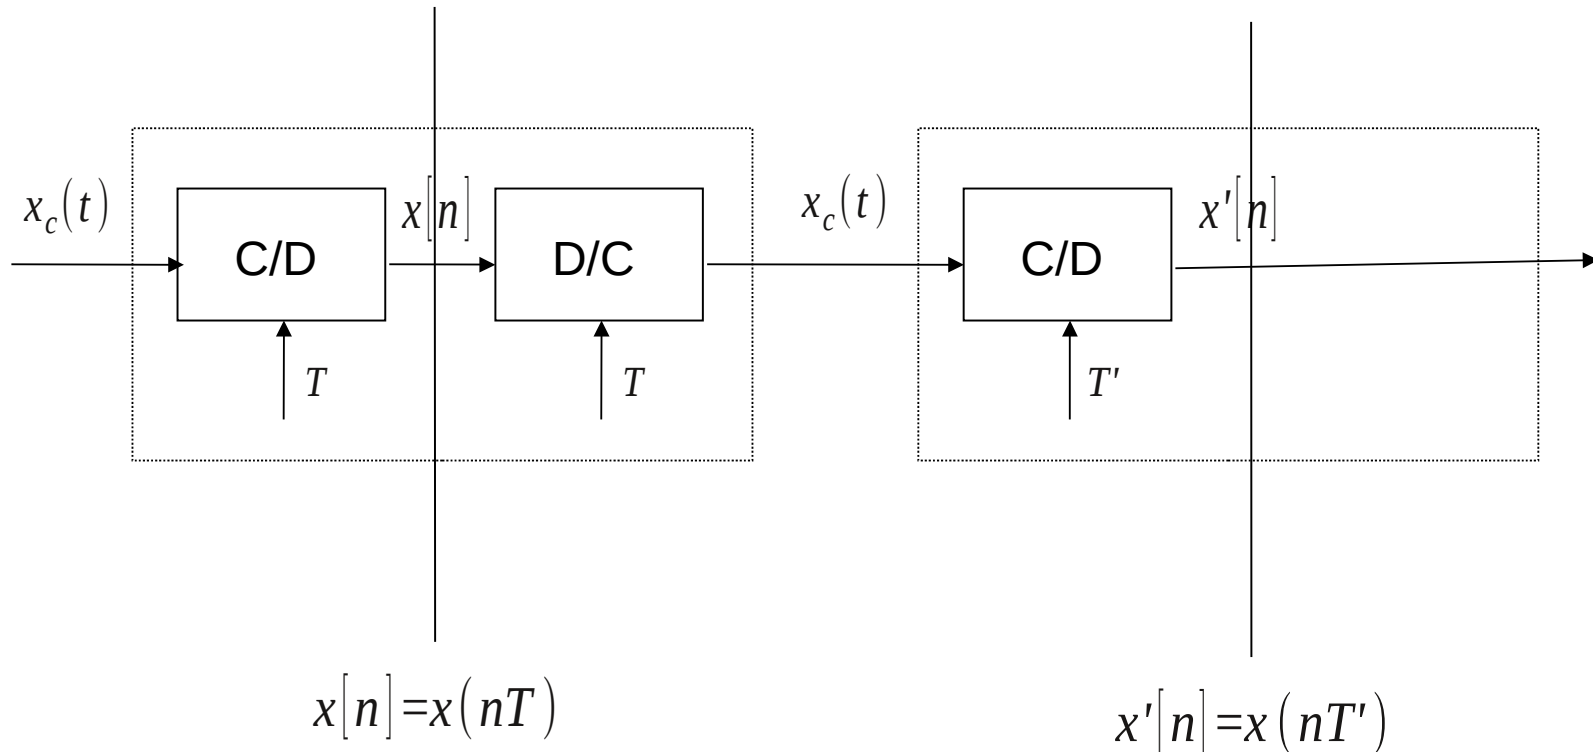 x_c(t)
C/D
T
x[n]
D/C
T
x_c(t)
C/D
T'
x'[n]
x[n]=x(nT)
x'[n]=x(nT')